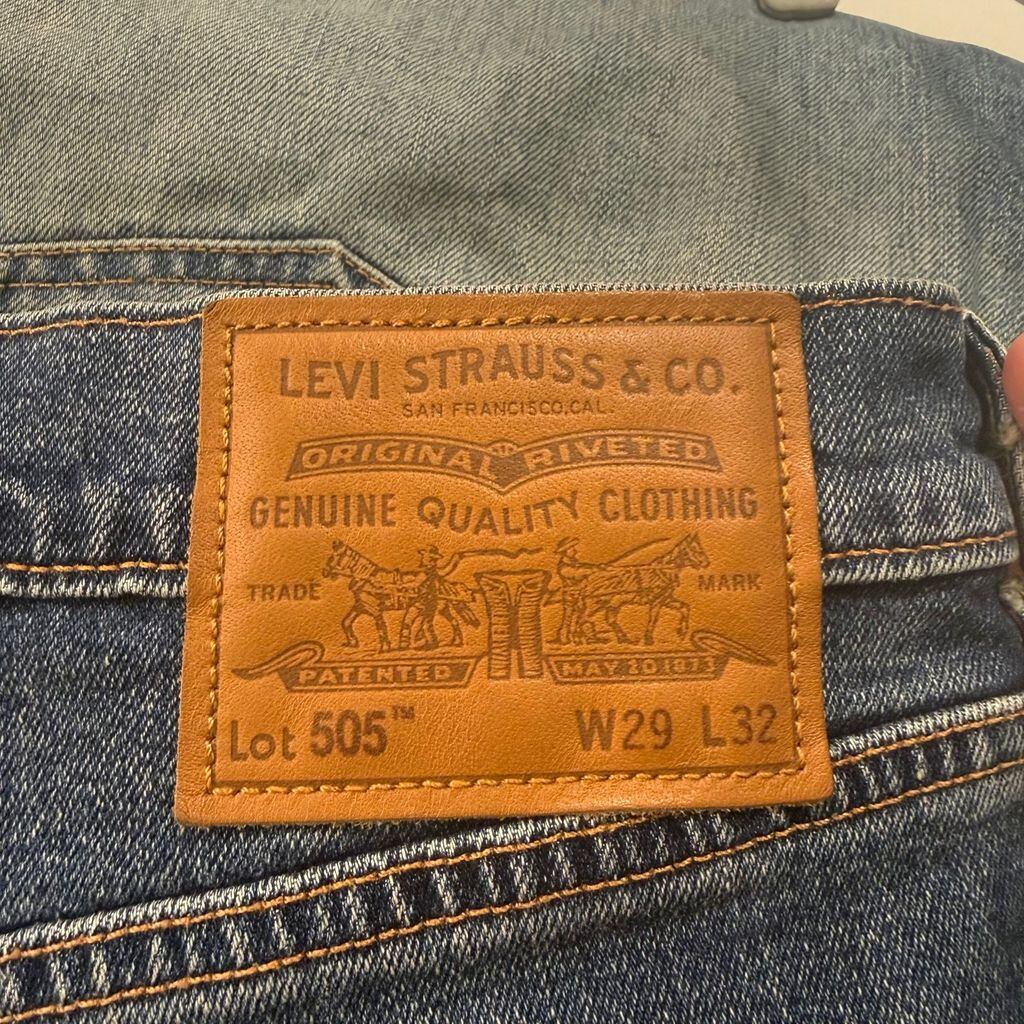 LEVI STRAUSS & CO.
SAN FRANCISCO, CAL.
ORIGINAL RIVETED
GENUINE QUALITY CLOTHING
TRADE MARK
PATENTED MAY 20 1873
Lot 505™ W29 L32